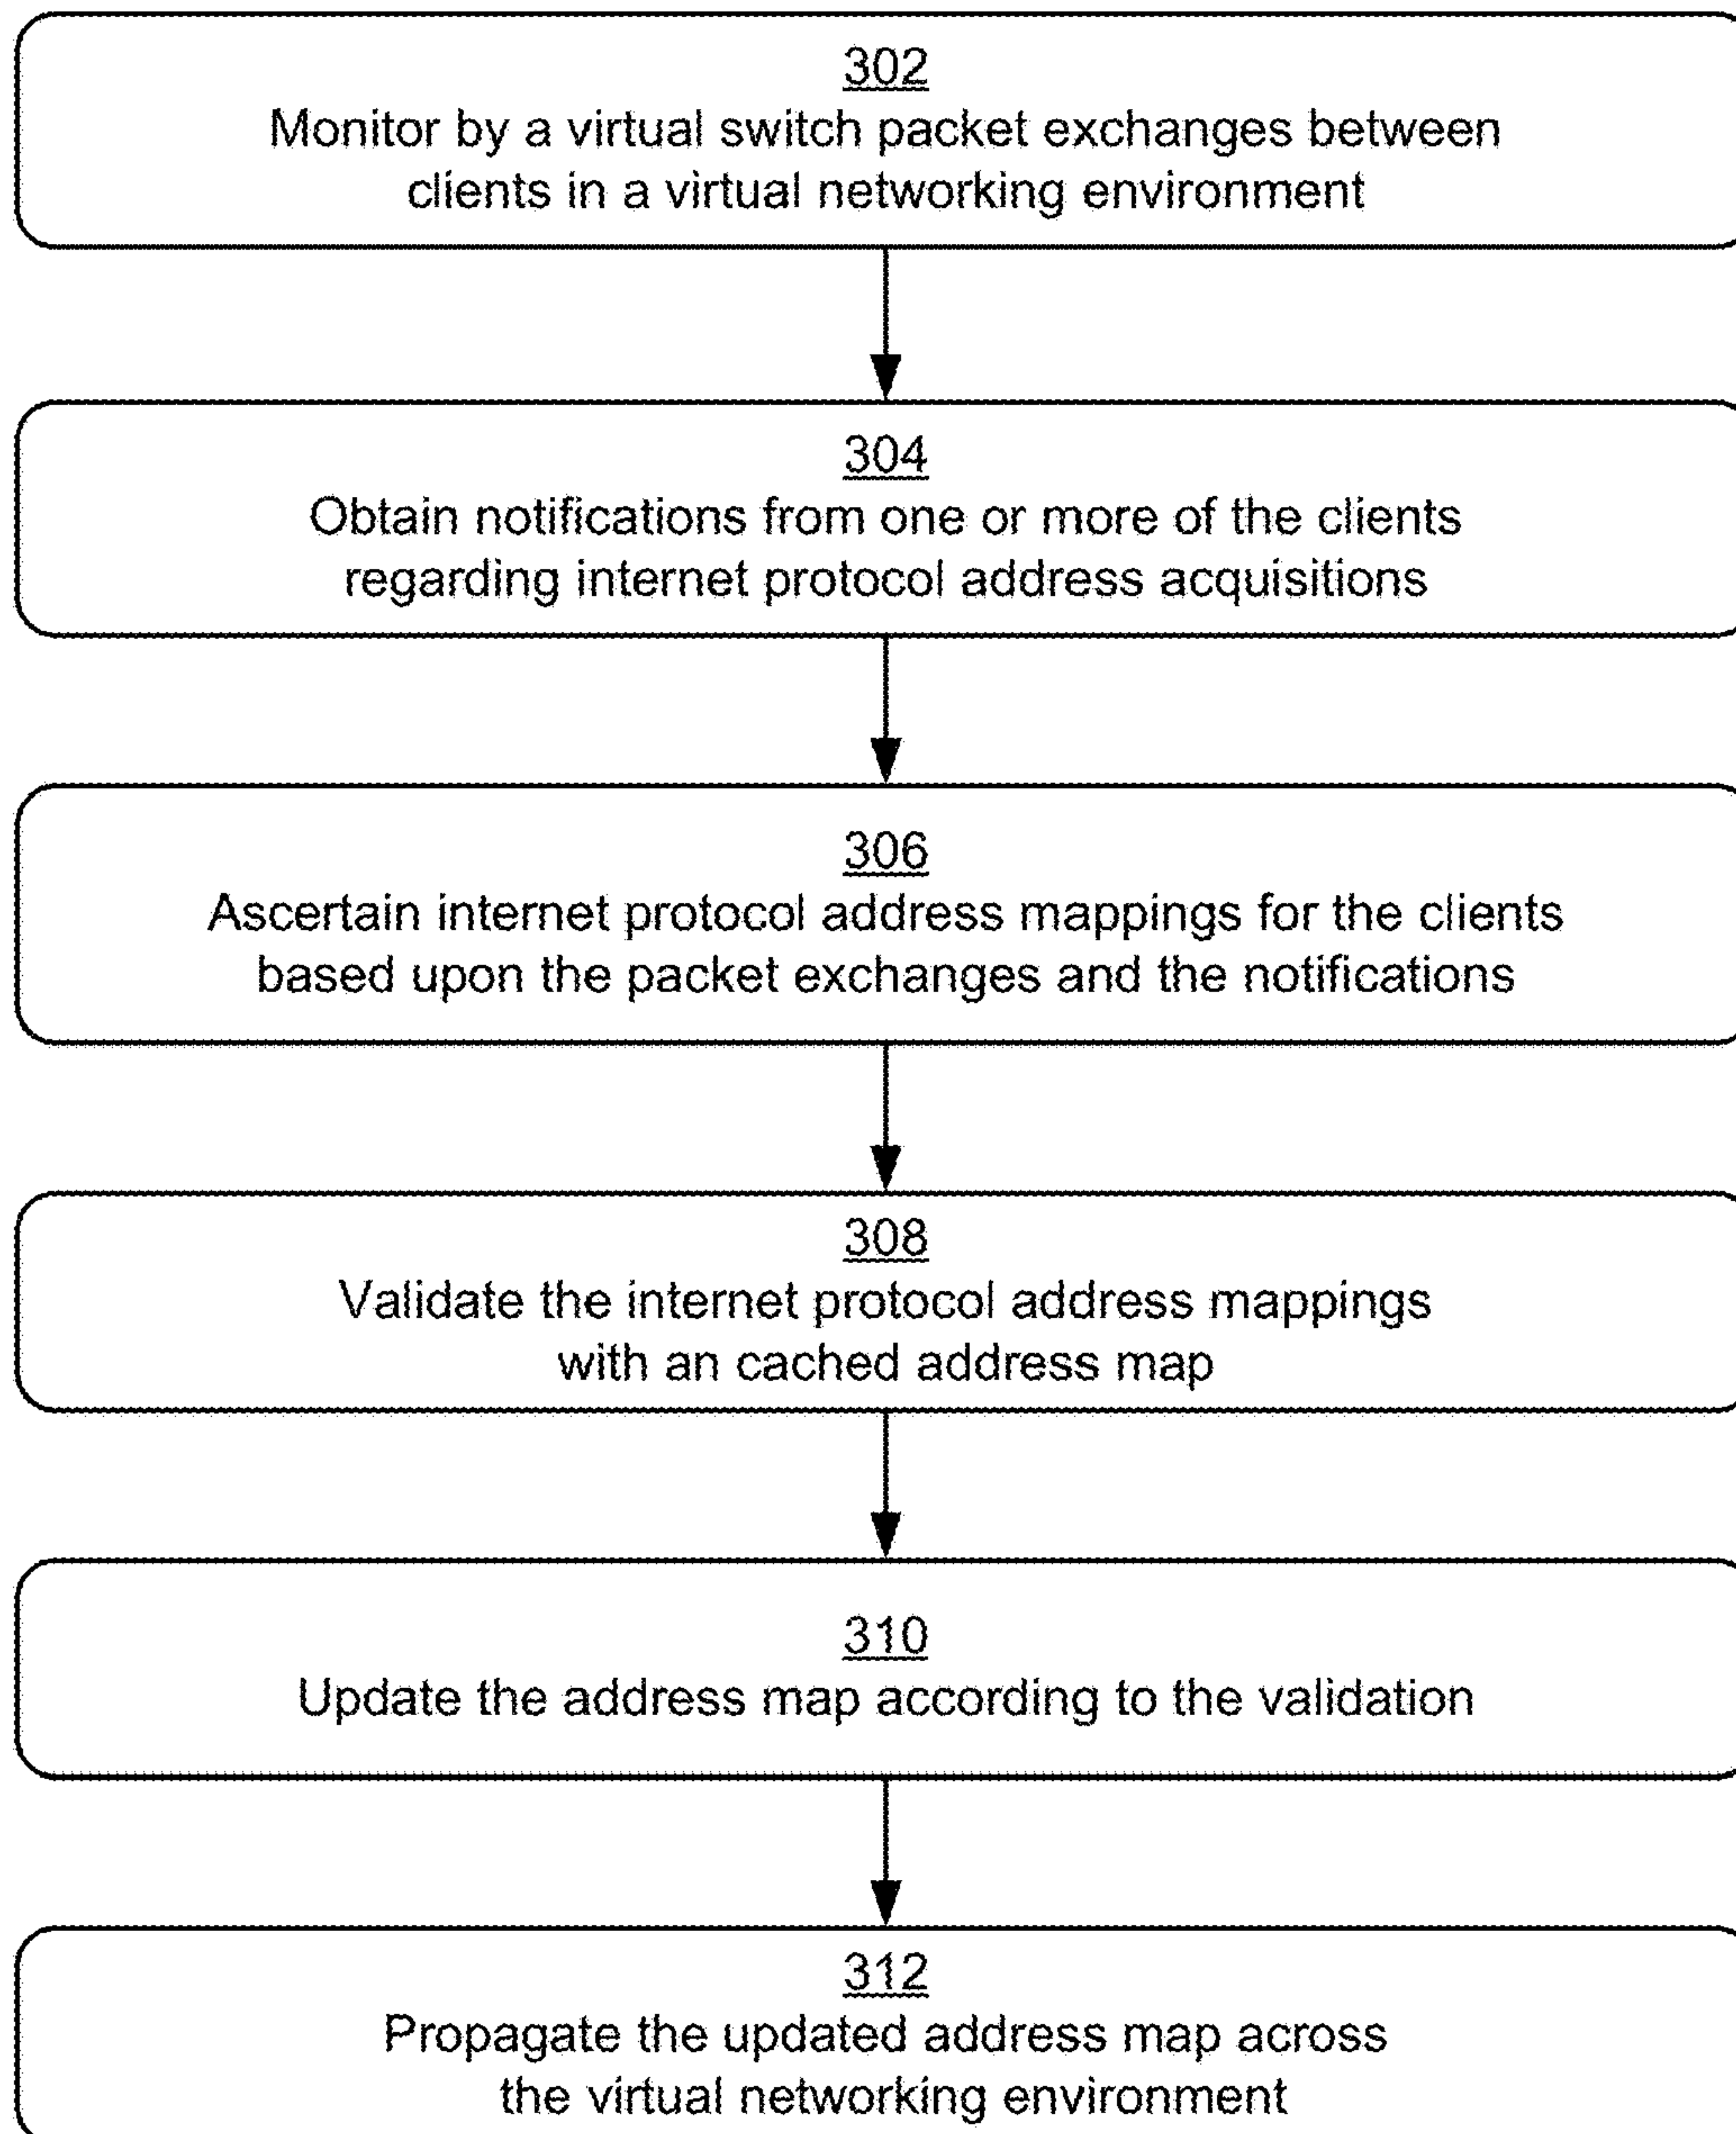 302
Monitor by a virtual switch packet exchanges between
clients in a virtual networking environment
304
Obtain notifications from one or more of the clients
regarding internet protocol address acquisitions
306
Ascertain internet protocol address mappings for the clients
based upon the packet exchanges and the notifications
308
Validate the internet protocol address mappings
with an cached address map
310
Update the address map according to the validation
312
Propagate the updated address map across
the virtual networking environment